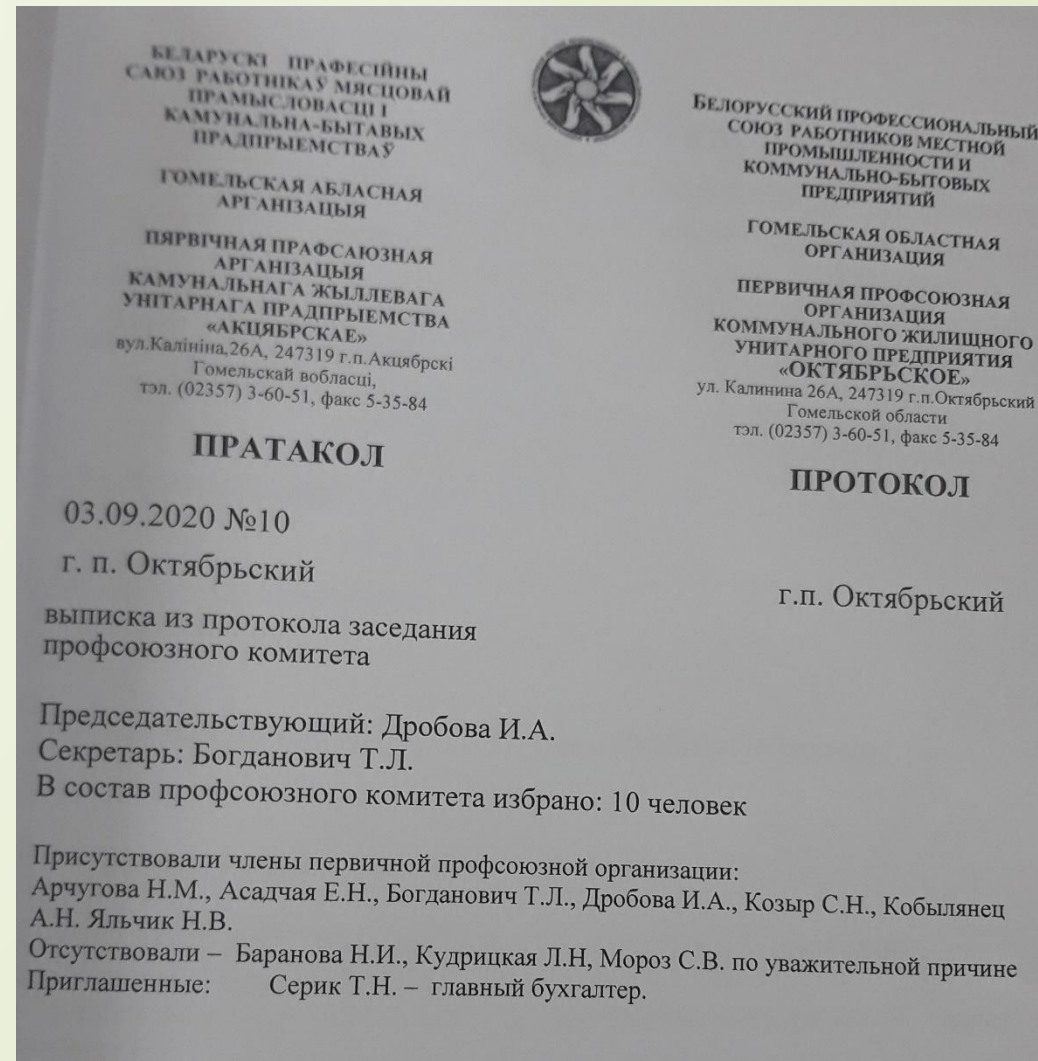 БЕЛАРУСКІ ПРАФЕСІЙНЫ
САЮЗ РАБОТНІКАЎ МЯСЦОВАЙ
ПРАМЫСЛОВАСЦІ І
КАМУНАЛЬНА-БЫТАВЫХ
ПРАДПРЫЕМСТВАЎ
ГОМЕЛЬСКАЯ АБЛАСНАЯ
АРГАНІЗАЦЫЯ
ПЯРВІЧНАЯ ПРАФСАЮЗНАЯ
АРГАНІЗАЦЫЯ
КАМУНАЛЬНАГА ЖЫЛЛЕВАГА
УНІТАРНАГА ПРАДПРЫЕМСТВА
«АКЦЯБРСКАЕ»
вул.Калініна,26А, 247319 г.п.Акцябрскі
Гомельскай вобласці,
тэл. (02357) 3-60-51, факс 5-35-84
ПРАТАКОЛ
БЕЛОРУССКИЙ ПРОФЕССИОНАЛЬНЫЙ
СОЮЗ РАБОТНИКОВ МЕСТНОЙ
ПРОМЫШЛЕННОСТИ И
КОММУНАЛЬНО-БЫТОВЫХ
ПРЕДПРИЯТИЙ
ГОМЕЛЬСКАЯ ОБЛАСТНАЯ
ОРГАНИЗАЦИЯ
ПЕРВИЧНАЯ ПРОФСОЮЗНАЯ
ОРГАНИЗАЦИЯ
КОММУНАЛЬНОГО ЖИЛИЩНОГО
УНИТАРНОГО ПРЕДПРИЯТИЯ
«ОКТЯБРЬСКОЕ»
ул. Калинина 26А, 247319 г.п.Октябрьский
Гомельской области
тэл. (02357) 3-60-51, факс 5-35-84
ПРОТОКОЛ
03.09.2020 №10
г. п. Октябрьский
г.п. Октябрьский
выписка из протокола заседания
профсоюзного комитета
Председательствующий: Дробова И.А.
Секретарь: Богданович Т.Л.
В состав профсоюзного комитета избрано: 10 человек
Присутствовали члены первичной профсоюзной организации:
Арчугова Н.М., Асадчая Е.Н., Богданович Т.Л., Дробова И.А., Козыр С.Н., Кобылянец
А.Н. Яльчик Н.В.
Отсутствовали – Баранова Н.И., Кудрицкая Л.Н, Мороз С.В. по уважительной причине
Приглашенные: Серик Т.Н. – главный бухгалтер.